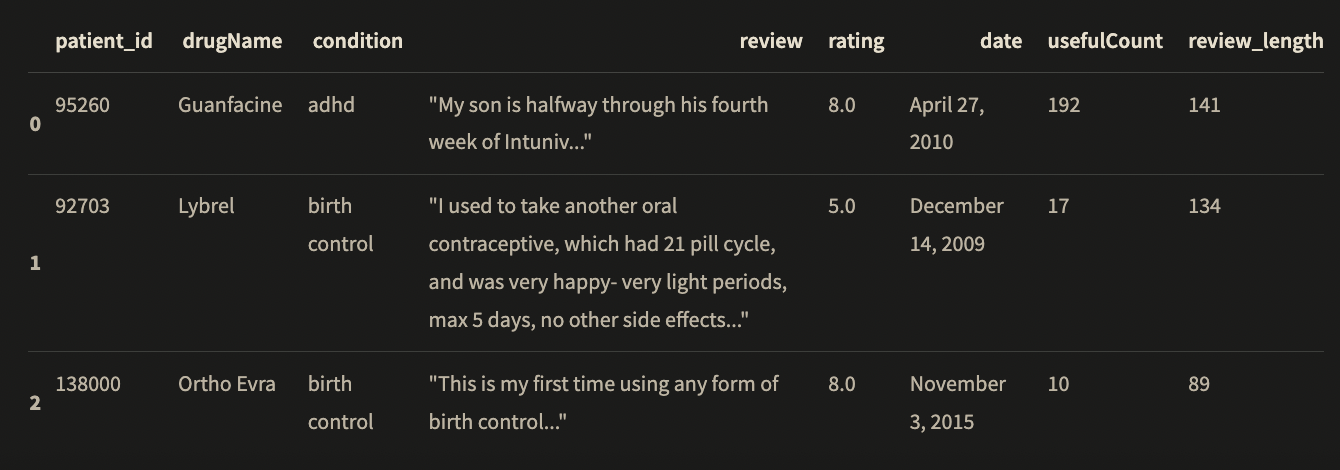 patient_id drugName condition review rating date usefulCount review_length
0 95260 Guanfacine adhd "My son is halfway through his fourth 8.0 April 27, 192 141
week of Intuniv..." 2010
1 92703 Lybrel birth "I used to take another oral 5.0 December 17 134
control contraceptive, which had 21 pill cycle, 14, 2009
and was very happy- very light periods,
max 5 days, no other side effects..."
2 138000 Ortho Evra birth "This is my first time using any form of 8.0 November 10 89
control birth control..." 3, 2015